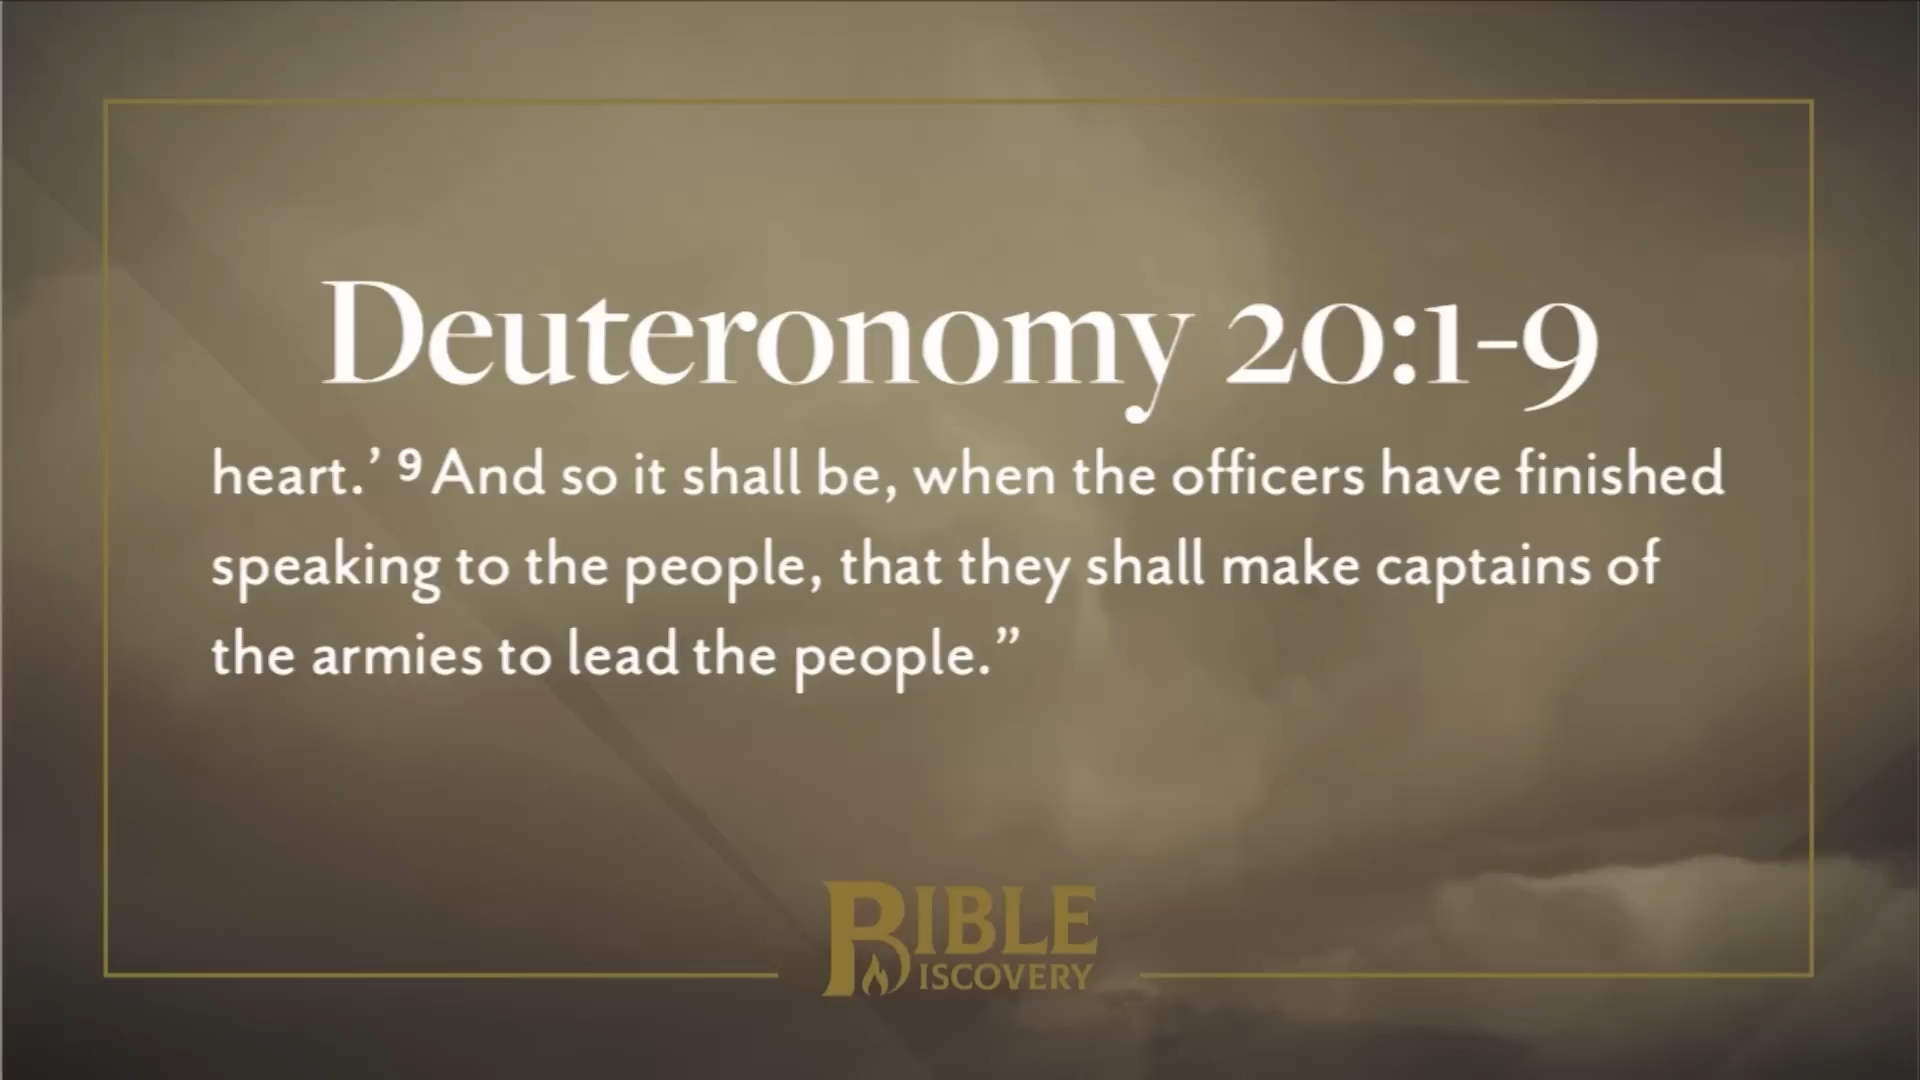 Deuteronomy 20:1-9
heart.’ 9 And so it shall be, when the officers have finished
speaking to the people, that they shall make captains of
the armies to lead the people.”
BIBLE
DISCOVERY